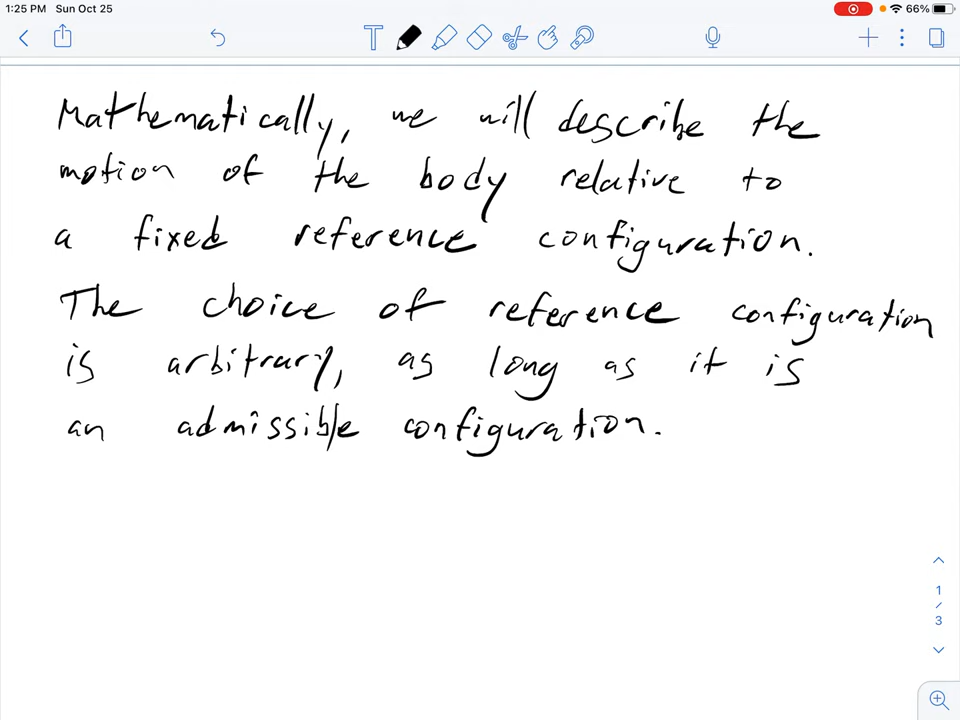 1:25 PM Sun Oct 25 66%
T
Mathematically, we will describe the
motion of the body relative to
a fixed reference configuration.
The choice of reference configuration
is arbitrary, as long as it is
an admissible configuration.
1
/
3